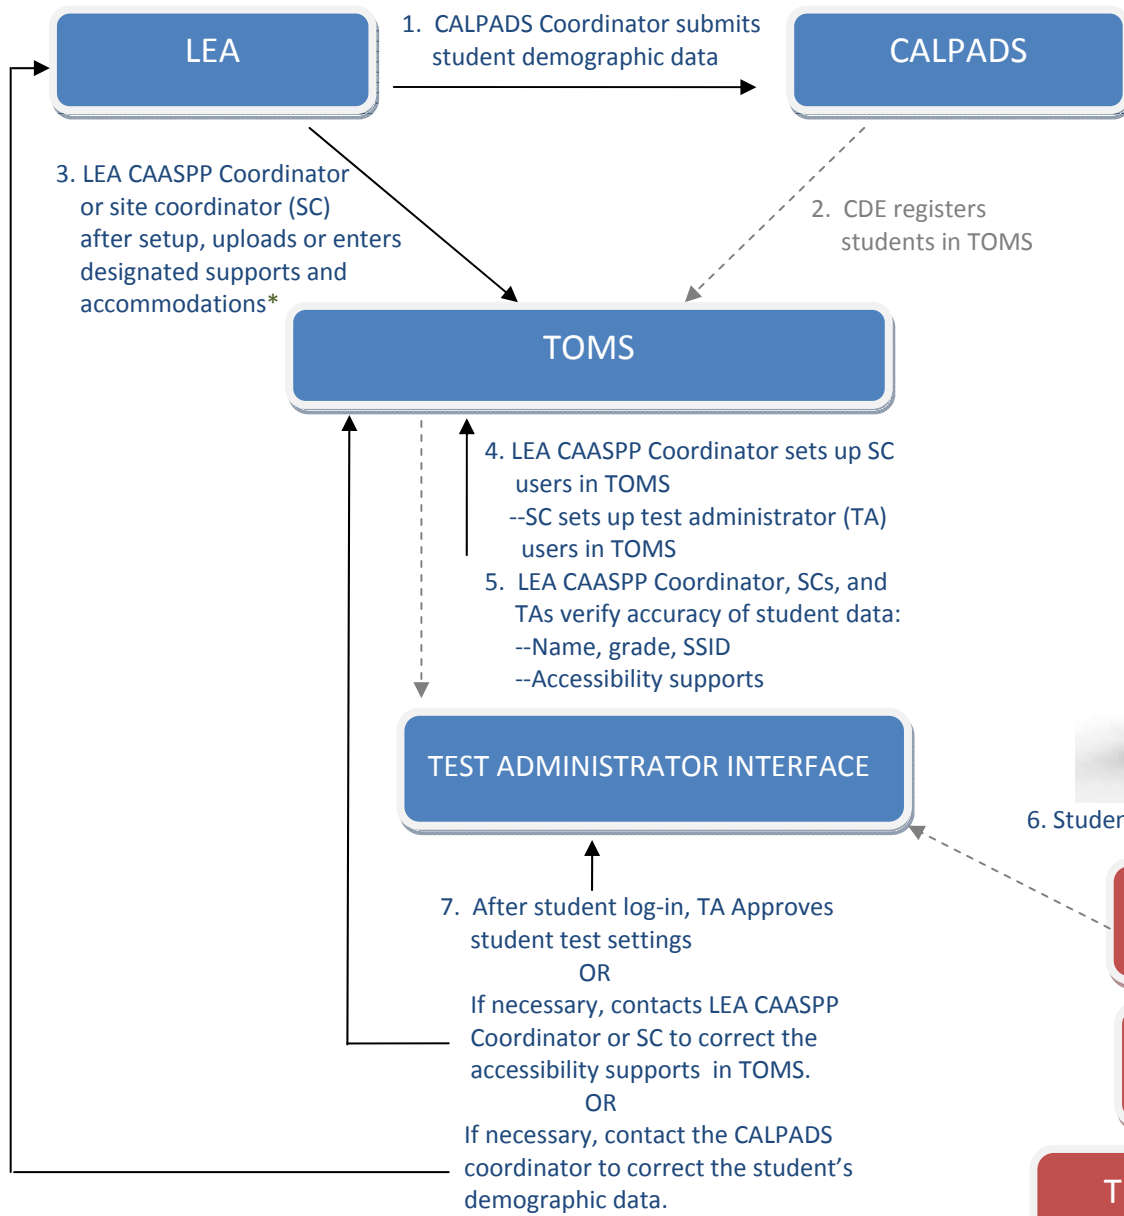 LEA
1. CALPADS Coordinator submits
student demographic data
CALPADS
3. LEA CAASPP Coordinator
or site coordinator (SC)
after setup, uploads or enters
designated supports and
accommodations*
2. CDE registers
students in TOMS
TOMS
4. LEA CAASPP Coordinator sets up SC
users in TOMS
--SC sets up test administrator (TA)
users in TOMS
5. LEA CAASPP Coordinator, SCs, and
TAs verify accuracy of student data:
--Name, grade, SSID
--Accessibility supports
TEST ADMINISTRATOR INTERFACE
6.
7. After student log-in, TA Approves
student test settings
OR
If necessary, contacts LEA CAASPP
Coordinator or SC to correct the
accessibility supports in TOMS.
OR
If necessary, contact the CALPADS
coordinator to correct the student's
demographic data.